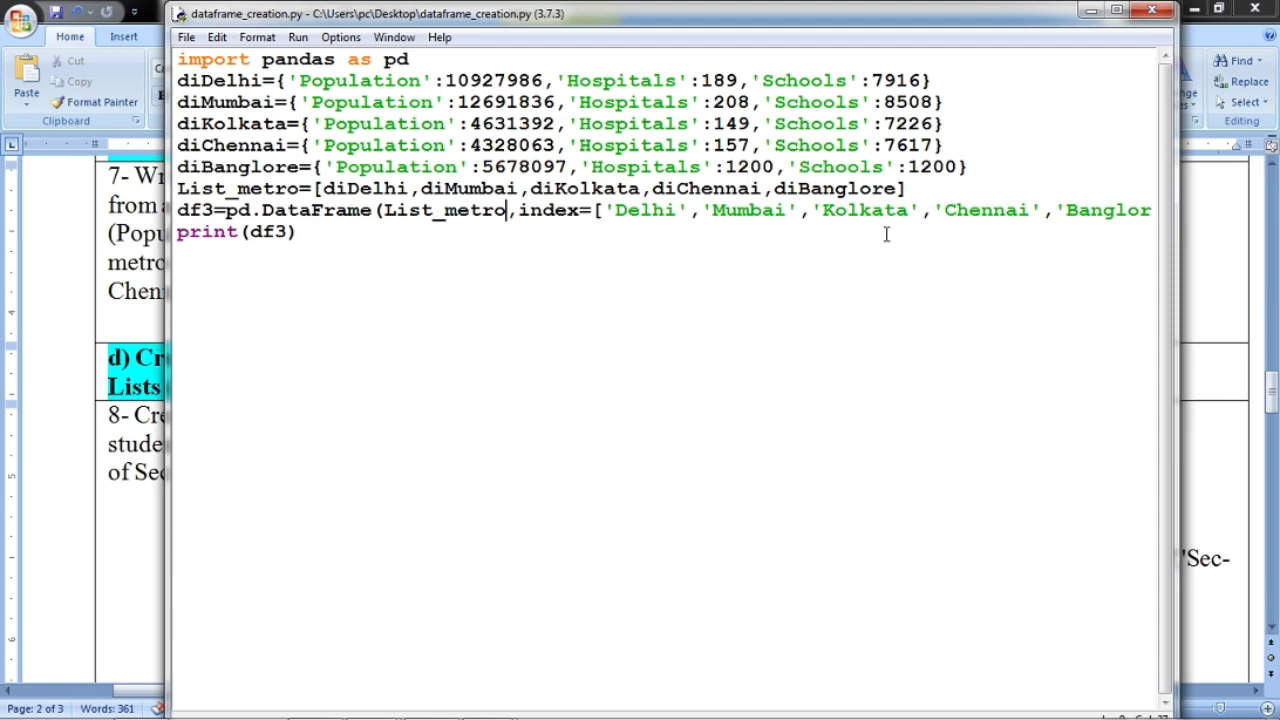 dataframe_creation.py - C:\Users\pc\Desktop\dataframe_creation.py (3.7.3)
Home Insert
File Edit Format Run Options Window Help
Paste
Cut
Copy
Format Painter
Clipboard
Find
Replace
Select
Editing
import pandas as pd
diDelhi={'Population':10927986,'Hospitals':189,'Schools':7916}
diMumbai={'Population':12691836,'Hospitals':208,'Schools':8508}
diKolkata={'Population':4631392,'Hospitals':149,'Schools':7226}
diChennai={'Population':4328063,'Hospitals':157,'Schools':7617}
diBanglore={'Population':5678097,'Hospitals':1200,'Schools':1200}
List_metro=[diDelhi,diMumbai,diKolkata,diChennai,diBanglore]
df3=pd.DataFrame(List_metro,index=['Delhi','Mumbai','Kolkata','Chennai','Banglor
print(df3)
7- Wr
from a
(Popu
metro
Chenn
d) Cr
Lists
8- Cre
stude
of Sec
'Sec-
Page: 2 of 3 Words: 361